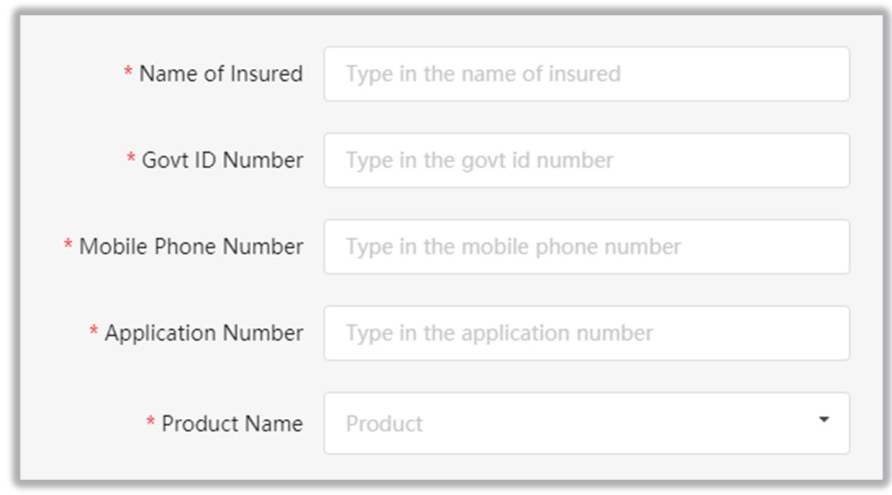 * Name of Insured Type in the name of insured
* Govt ID Number Type in the govt id number
* Mobile Phone Number Type in the mobile phone number
* Application Number Type in the application number
* Product Name Product